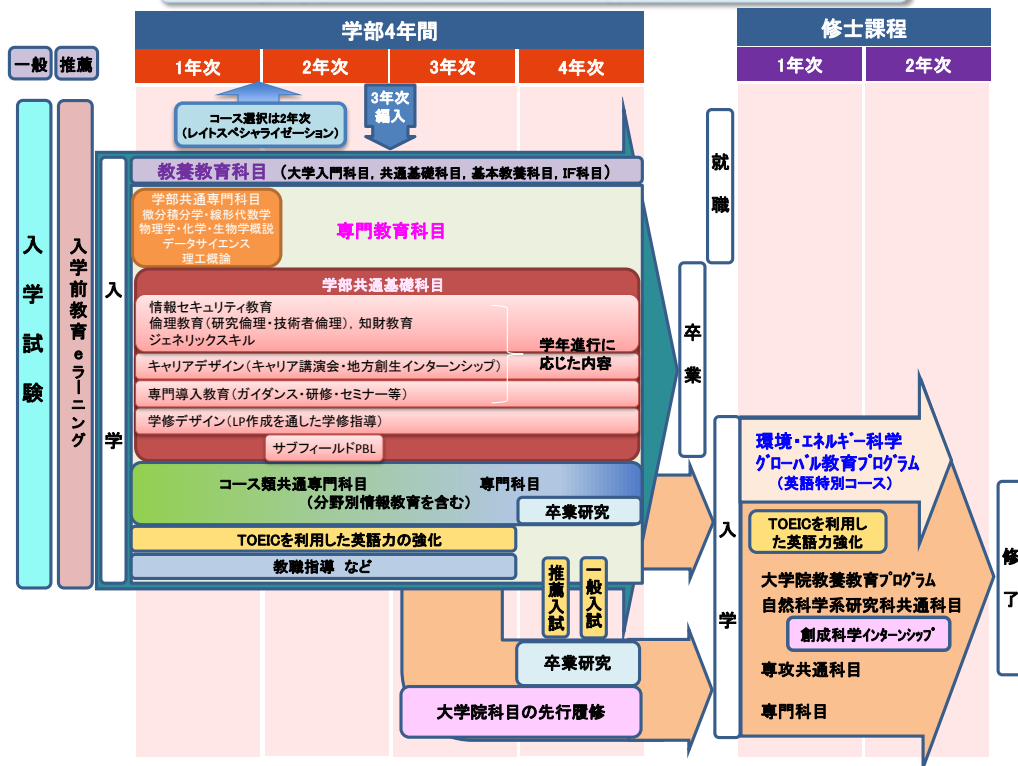 学部4年間
修士課程
一般
推薦
1年次
2年次
3年次
4年次
1年次
2年次
コース選択は2年次
(レイトスペシャライゼーション)
3年次
編入
入学試験
入学前教育eラーニング
入学
教養教育科目 (大学入門科目,共通基礎科目,基本教養科目,IF科目)
学部共通専門科目
微分積分学・線形代数学
物理学・化学・生物学概説
データサイエンス
理工概論
専門教育科目
学部共通基礎科目
情報セキュリティ教育
倫理教育(研究倫理・技術者倫理),知財教育
ジェネリックスキル
学年進行に
応じた内容
キャリアデザイン(キャリア講演会・地方創生インターンシップ)
専門導入教育(ガイダンス・研修・セミナー等)
学修デザイン(LP作成を通した学修指導)
サブフィールドPBL
コース類共通専門科目
(分野別情報教育を含む)
専門科目
卒業研究
TOEICを利用した英語力の強化
教職指導 など
推薦入試
一般入試
卒業研究
大学院科目の先行履修
就職
卒業
入学
環境・エネルギー科学
グローバル教育プログラム
(英語特別コース)
TOEICを利用し
た英語力強化
大学院教養教育プログラム
自然科学系研究科共通科目
創成科学インターンシップ
専攻共通科目
専門科目
修了